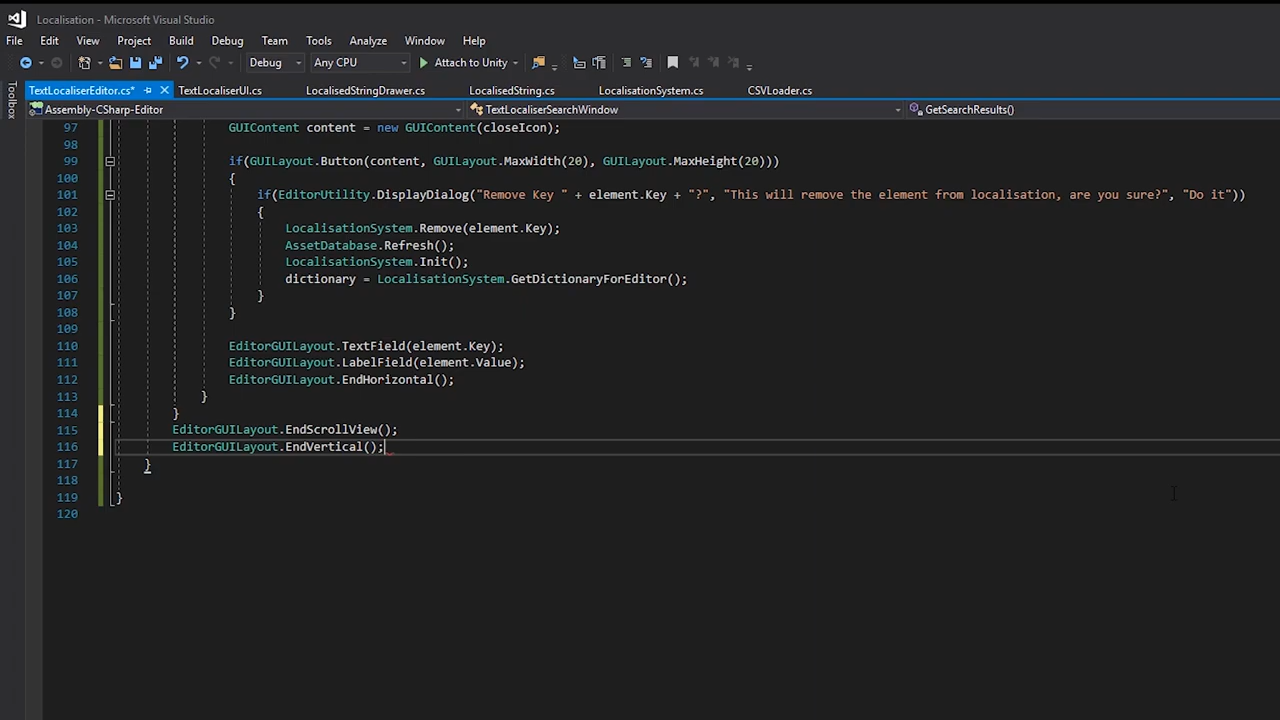 Localisation - Microsoft Visual Studio
File Edit View Project Build Debug Team Tools Analyze Window Help
Debug Any CPU Attach to Unity
Toolbox
TextLocaliserEditor.cs* TextLocaliserUI.cs LocalisedStringDrawer.cs LocalisedString.cs LocalisationSystem.cs CSVLoader.cs
Assembly-CSharp-Editor TextLocaliserSearchWindow GetSearchResults()
97 GUIContent content = new GUIContent(closeIcon);
98
99 if(GUILayout.Button(content, GUILayout.MaxWidth(20), GUILayout.MaxHeight(20)))
100 {
101 if(EditorUtility.DisplayDialog("Remove Key " + element.Key + "?", "This will remove the element from localisation, are you sure?", "Do it"))
102 {
103 LocalisationSystem.Remove(element.Key);
104 AssetDatabase.Refresh();
105 LocalisationSystem.Init();
106 dictionary = LocalisationSystem.GetDictionaryForEditor();
107 }
108 }
109
110 EditorGUILayout.TextField(element.Key);
111 EditorGUILayout.LabelField(element.Value);
112 EditorGUILayout.EndHorizontal();
113 }
114 }
115 EditorGUILayout.EndScrollView();
116 EditorGUILayout.EndVertical();
117 }
118
119 }
120